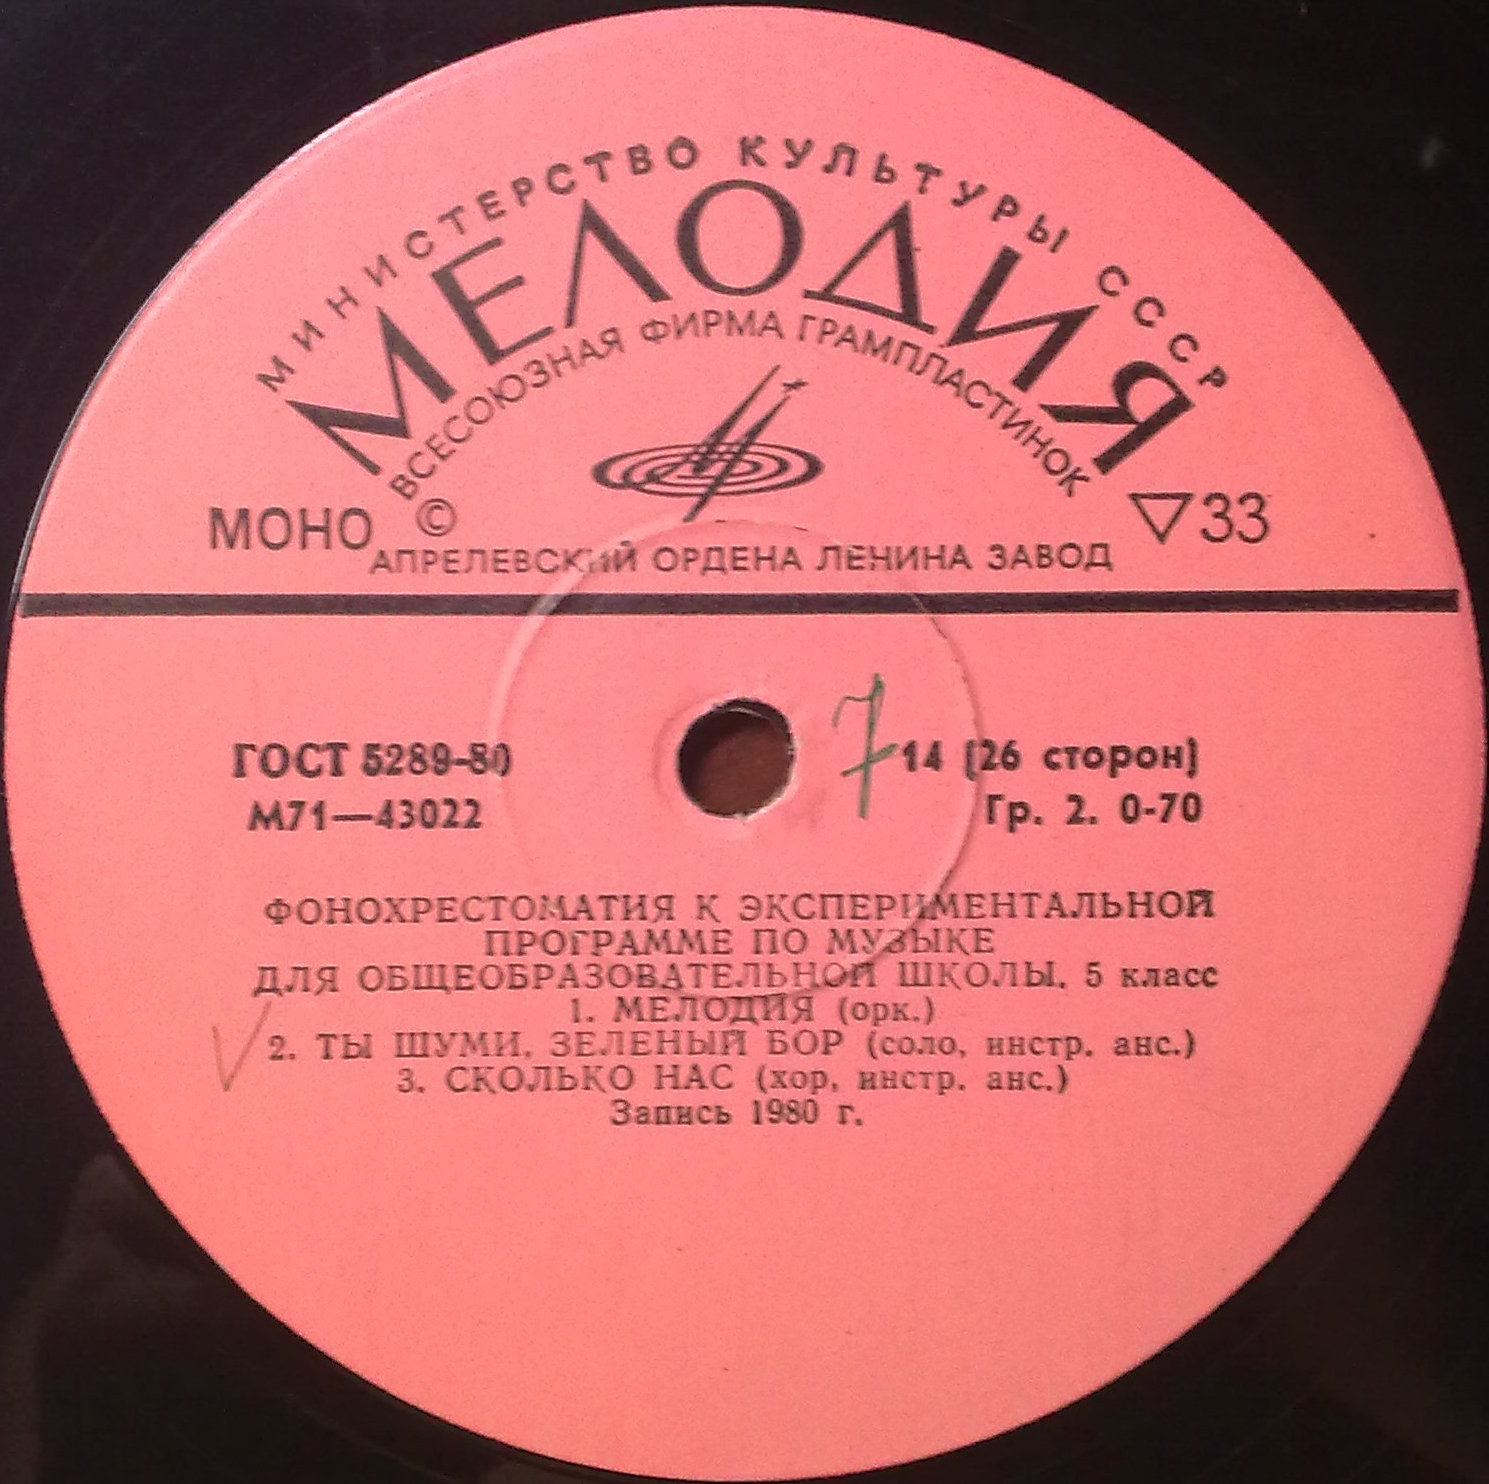 МИНИСТЕРСТВО КУЛЬТУРЫ СССР
МЕЛОДИЯ
ВСЕСОЮЗНАЯ ФИРМА ГРАМПЛАСТИНОК
МОНО © ▽33
АПРЕЛЕВСКИЙ ОРДЕНА ЛЕНИНА ЗАВОД
ГОСТ 5289-80 7 14 (26 сторон)
М71—43022 Гр. 2. 0-70
ФОНОХРЕСТОМАТИЯ К ЭКСПЕРИМЕНТАЛЬНОЙ
ПРОГРАММЕ ПО МУЗЫКЕ
ДЛЯ ОБЩЕОБРАЗОВАТЕЛЬНОЙ ШКОЛЫ, 5 класс
1. МЕЛОДИЯ (орк.)
2. ТЫ ШУМИ, ЗЕЛЕНЫЙ БОР (соло, инстр. анс.)
3. СКОЛЬКО НАС (хор, инстр. анс.)
Запись 1980 г.